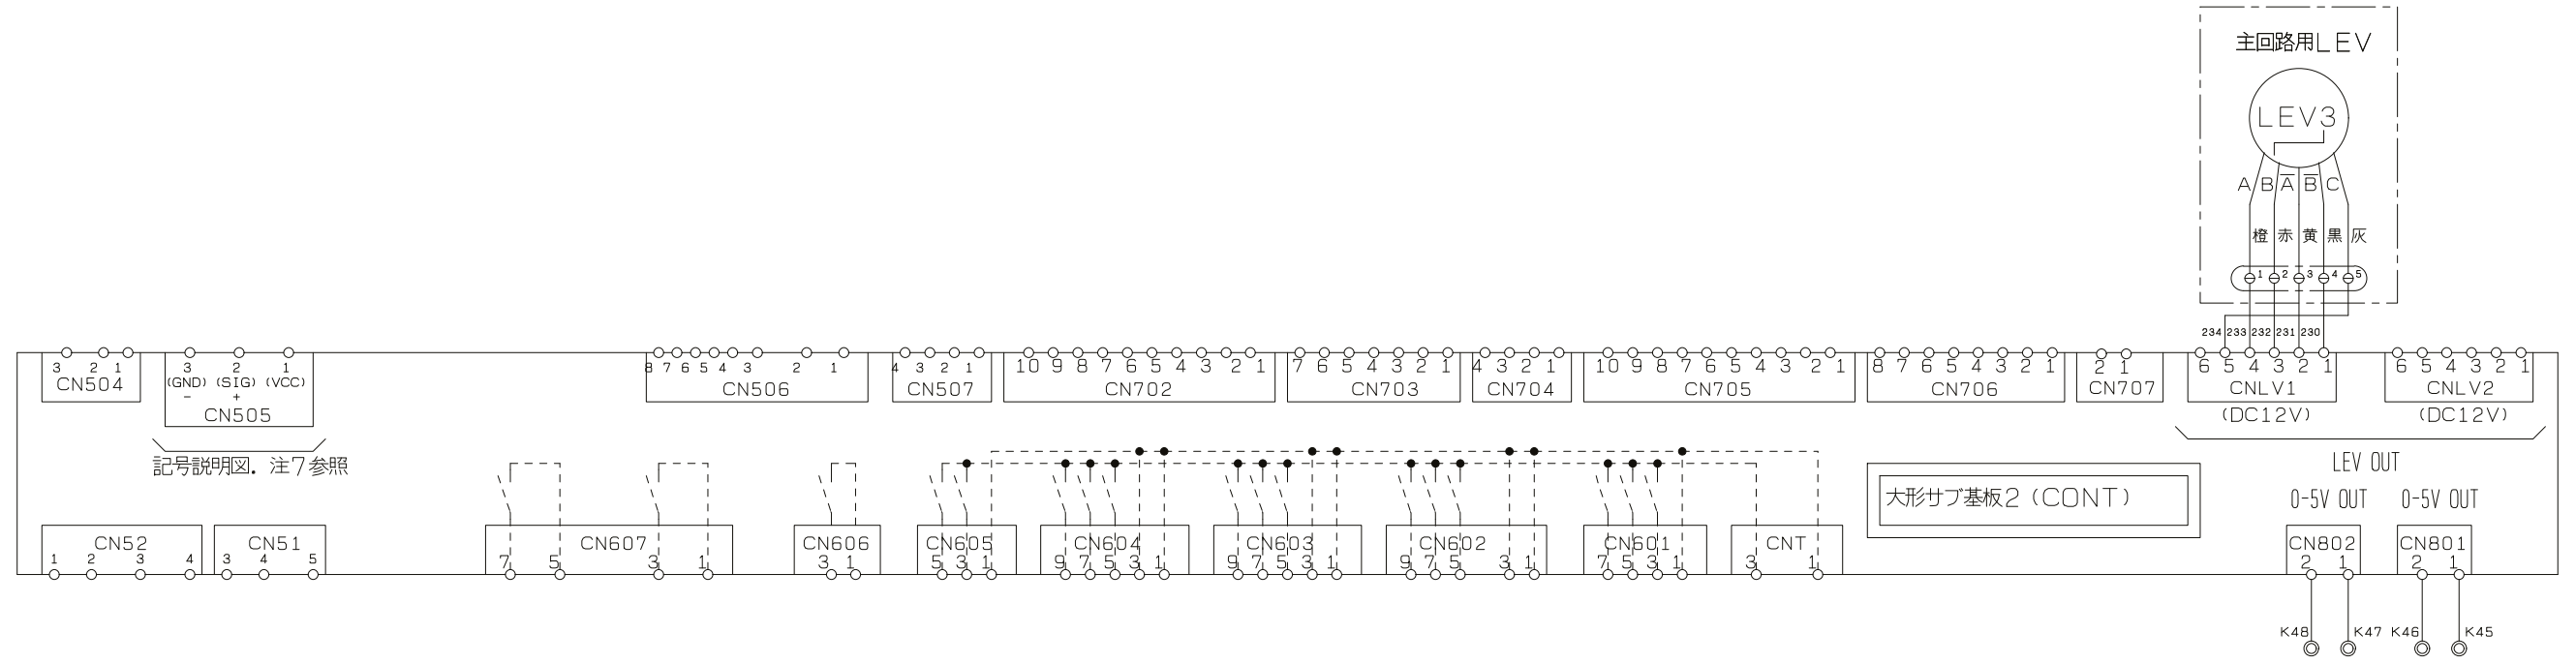 主回路用LEV
LEV3
A B A B C
橙 赤 黄 黒 灰
1 2 3 4 5
234 233 232 231 230
3 2 1
CN504
3 2 1
(GND) (SIG) (VCC)
- +
CN505
8 7 6 5 4 3 2 1
CN506
4 3 2 1
CN507
10 9 8 7 6 5 4 3 2 1
CN702
7 6 5 4 3 2 1
CN703
4 3 2 1
CN704
10 9 8 7 6 5 4 3 2 1
CN705
8 7 6 5 4 3 2 1
CN706
2 1
CN707
6 5 4 3 2 1
CNLV1
(DC12V)
6 5 4 3 2 1
CNLV2
(DC12V)
記号説明図．注7参照
LEV OUT
大形サブ基板2(CONT)
0-5V OUT
0-5V OUT
CN52
1 2 3 4
CN51
3 4 5
CN607
7 5 3 1
CN606
3 1
CN605
5 3 1
CN604
9 7 5 3 1
CN603
9 7 5 3 1
CN602
9 7 5 3 1
CN601
7 5 3 1
CNT
3 1
CN802
2 1
CN801
2 1
K48 K47 K46 K45